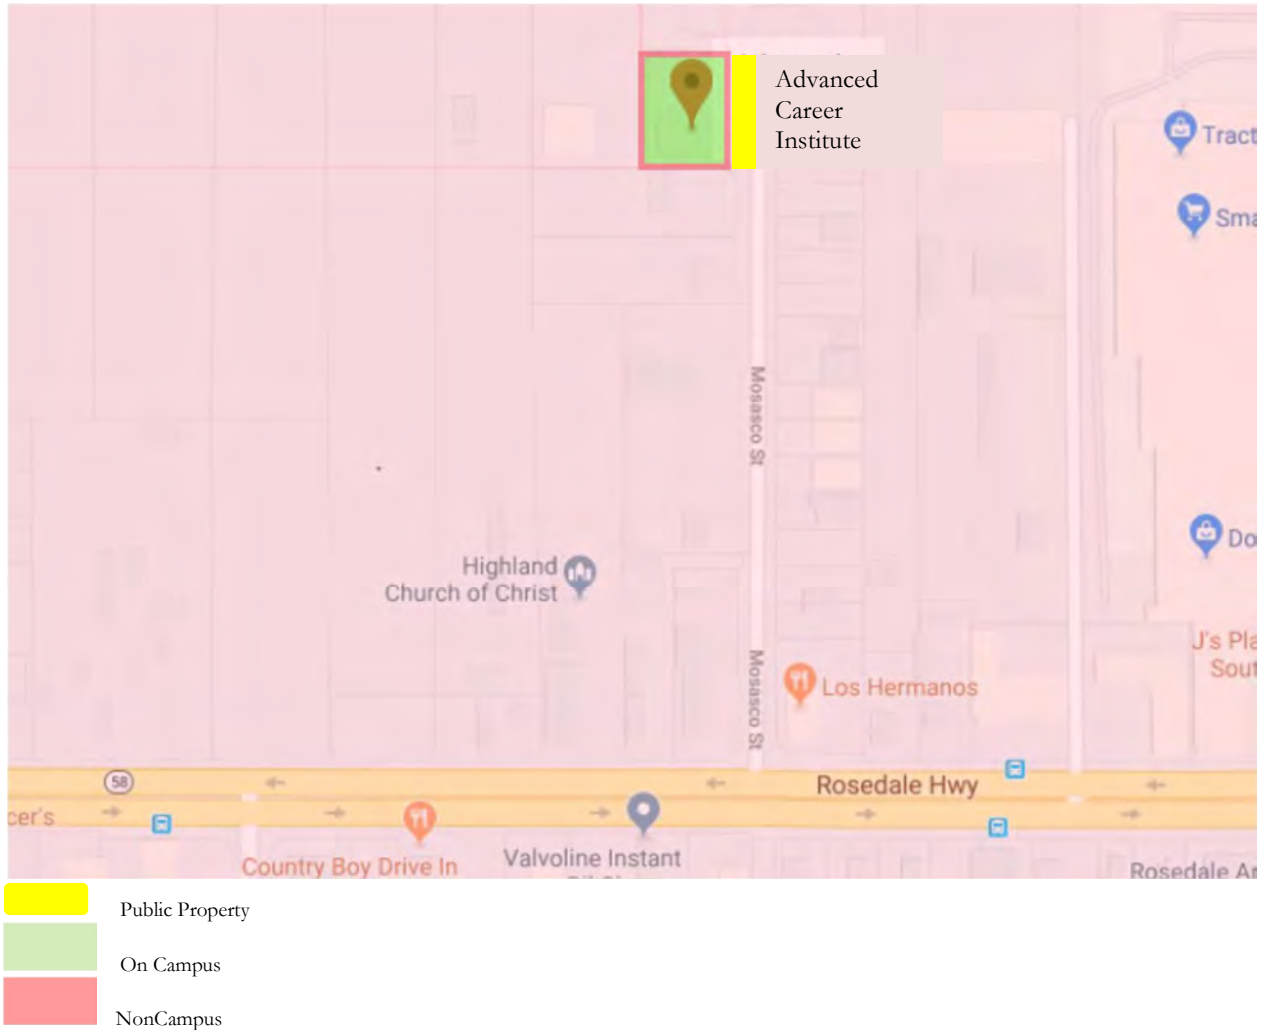 Advanced
Career
Institute
Tract
Sma
Mosasco St
Do
Highland
Church of Christ
J's Pla
Sout
Mosasco St
Los Hermanos
58
Rosedale Hwy
cer's
Country Boy Drive In
Valvoline Instant
Rosedale Ar
Public Property
On Campus
NonCampus